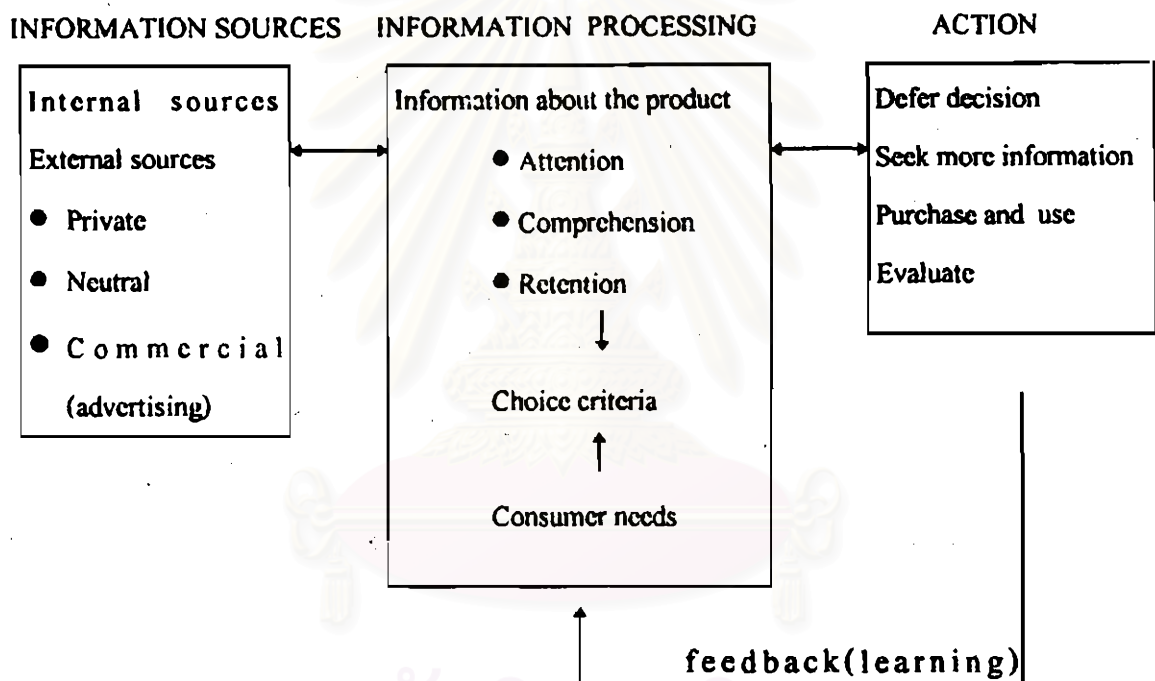 INFORMATION SOURCES
INFORMATION PROCESSING
ACTION
Internal sources
External sources
● Private
● Neutral
● Commercial
(advertising)
Information about the product
● Attention
● Comprehension
● Retention
Choice criteria
Consumer needs
Defer decision
Seek more information
Purchase and use
Evaluate
feedback(learning)